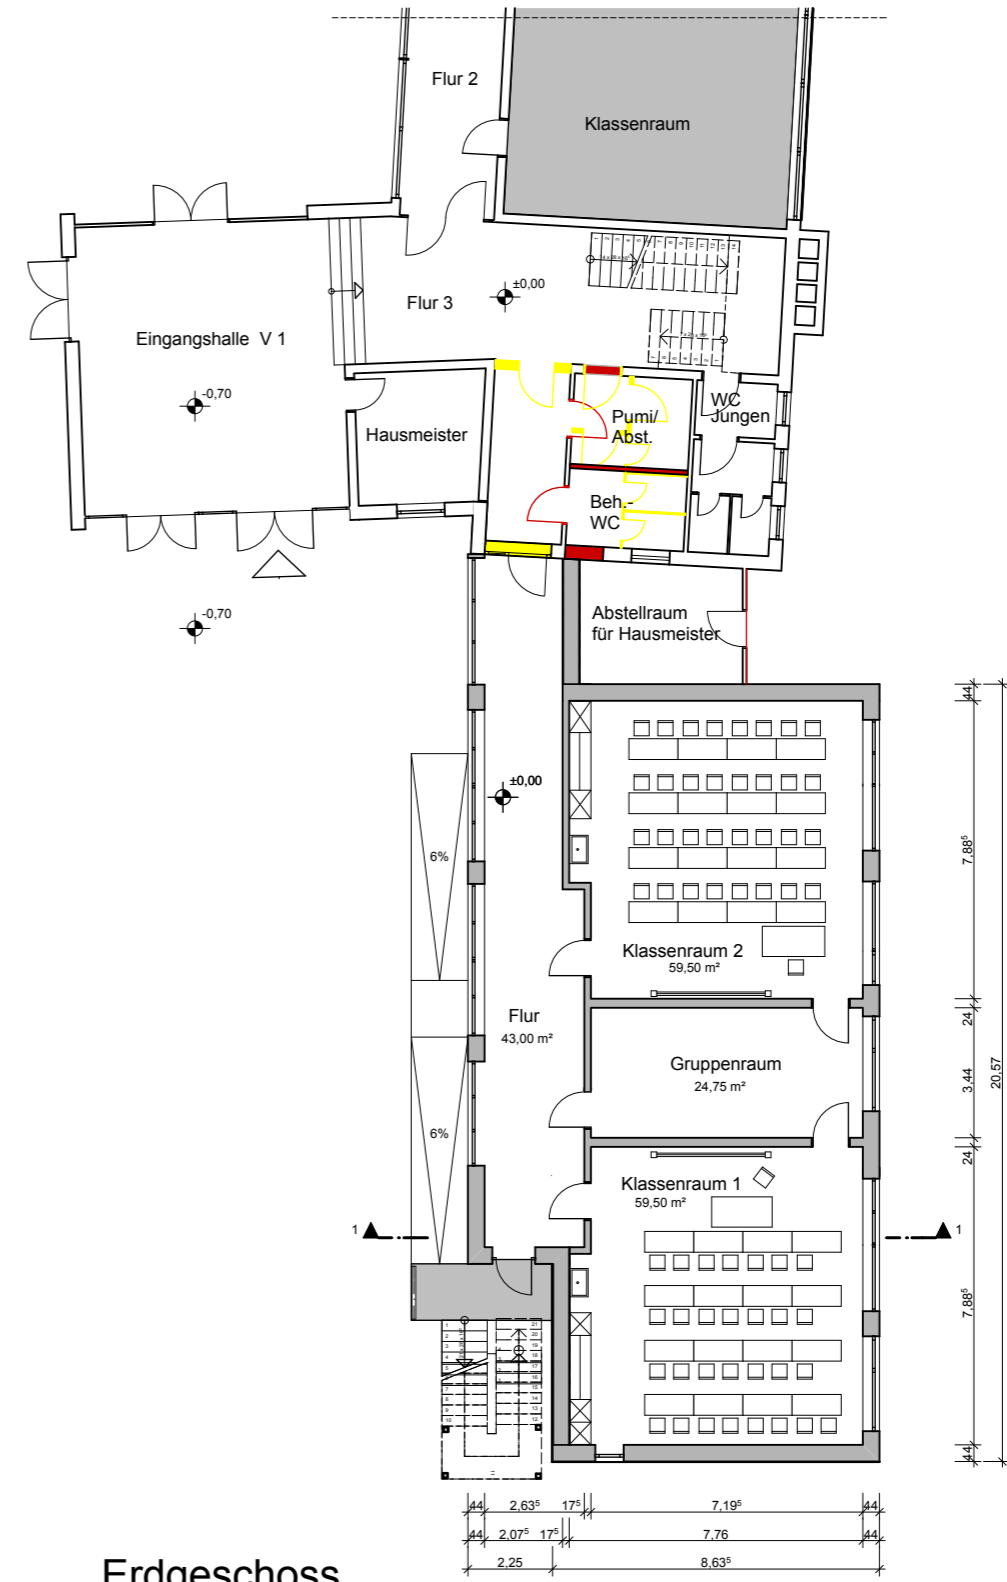 Flur 2
Klassenraum
±0,00
Flur 3
Eingangshalle V 1
-0,70
Hausmeister
Pumi/
Abst.
WC
Jungen
Beh.-
WC
-0,70
Abstellraum
für Hausmeister
44
±0,00
7,88⁵
6%
Klassenraum 2
59,50 m²
24
Flur
43,00 m²
Gruppenraum
24,75 m²
3,44
20,57
6%
24
Klassenraum 1
59,50 m²
1
1
7,88⁵
44
44
2,63⁵
17⁵
7,19⁵
44
44
2,07⁵
17⁵
7,76
44
2,25
8,63⁵
Erdgeschoss